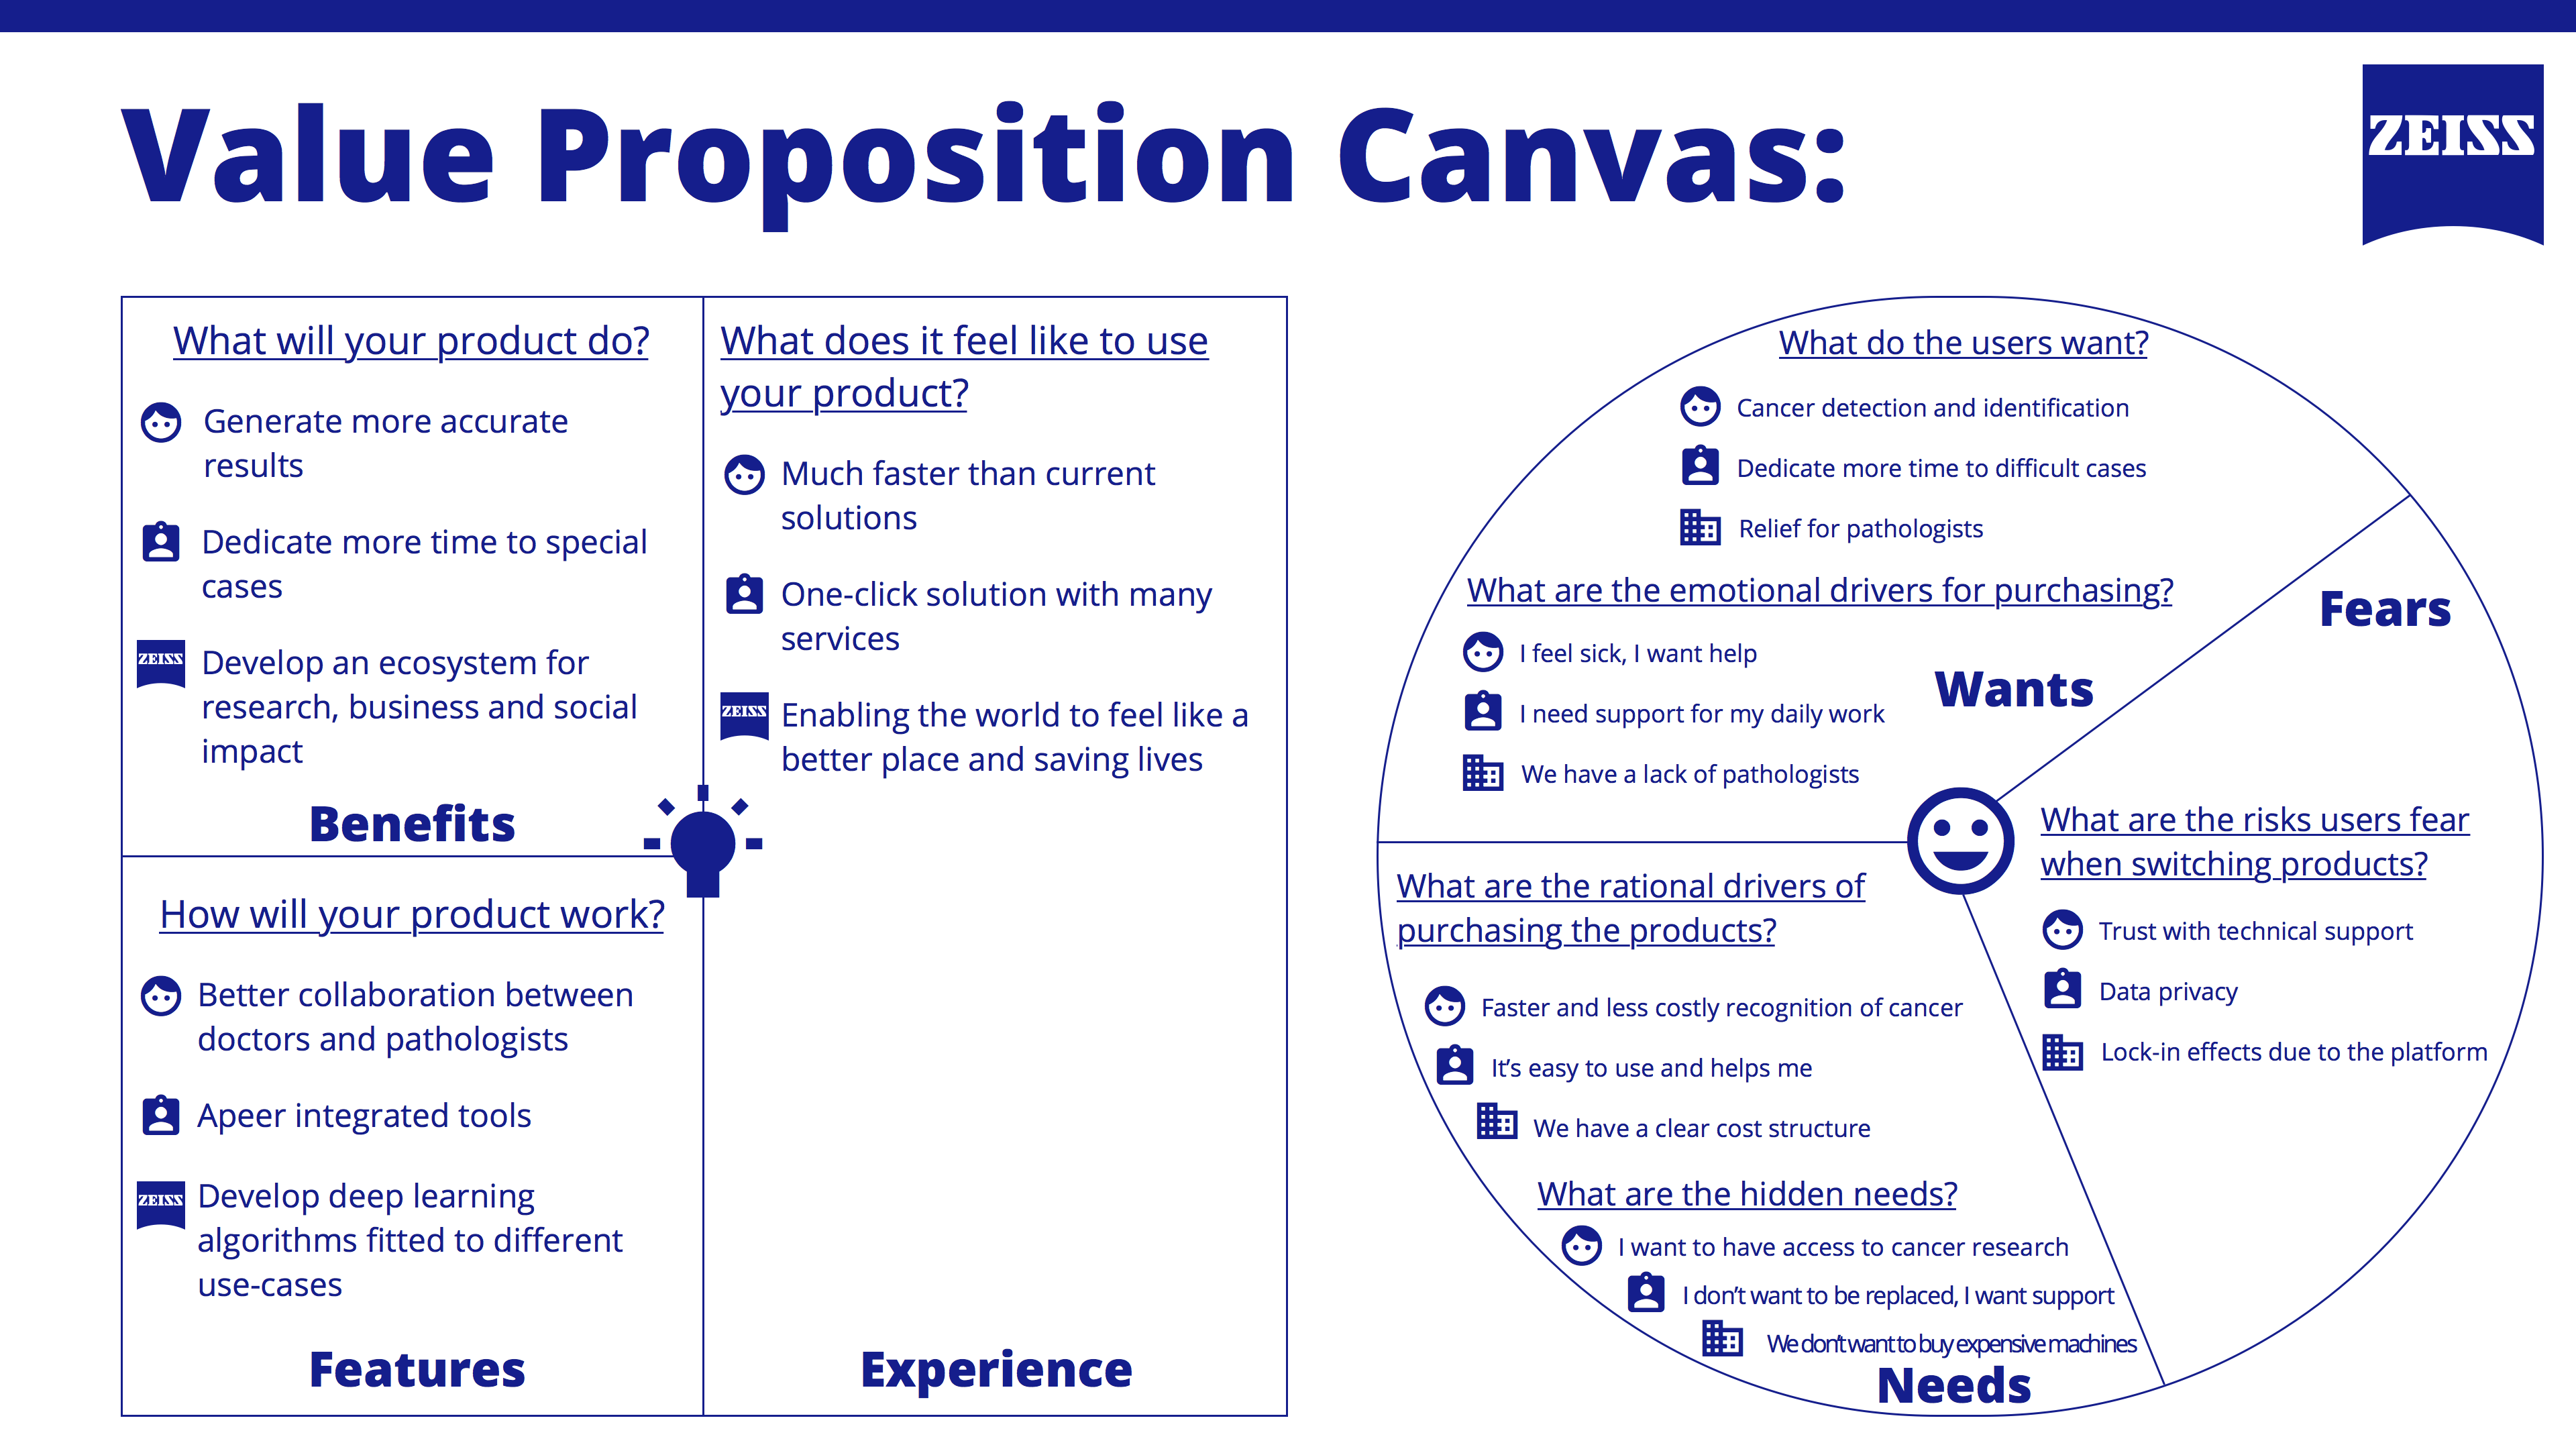 Value Proposition Canvas:
ZEISS
What will your product do?
Generate more accurate
results
Dedicate more time to special
cases
ZEISS
Develop an ecosystem for
research, business and social
impact
Benefits
How will your product work?
Better collaboration between
doctors and pathologists
Apeer integrated tools
ZEISS
Develop deep learning
algorithms fitted to different
use-cases
Features
What does it feel like to use
your product?
Much faster than current
solutions
One-click solution with many
services
ZEISS
Enabling the world to feel like a
better place and saving lives
Experience
What do the users want?
Cancer detection and identification
Dedicate more time to difficult cases
Relief for pathologists
What are the emotional drivers for purchasing?
I feel sick, I want help
I need support for my daily work
We have a lack of pathologists
Wants
Fears
What are the risks users fear
when switching products?
Trust with technical support
Data privacy
Lock-in effects due to the platform
What are the rational drivers of
purchasing the products?
Faster and less costly recognition of cancer
It’s easy to use and helps me
We have a clear cost structure
What are the hidden needs?
I want to have access to cancer research
I don’t want to be replaced, I want support
We don’t want to buy expensive machines
Needs